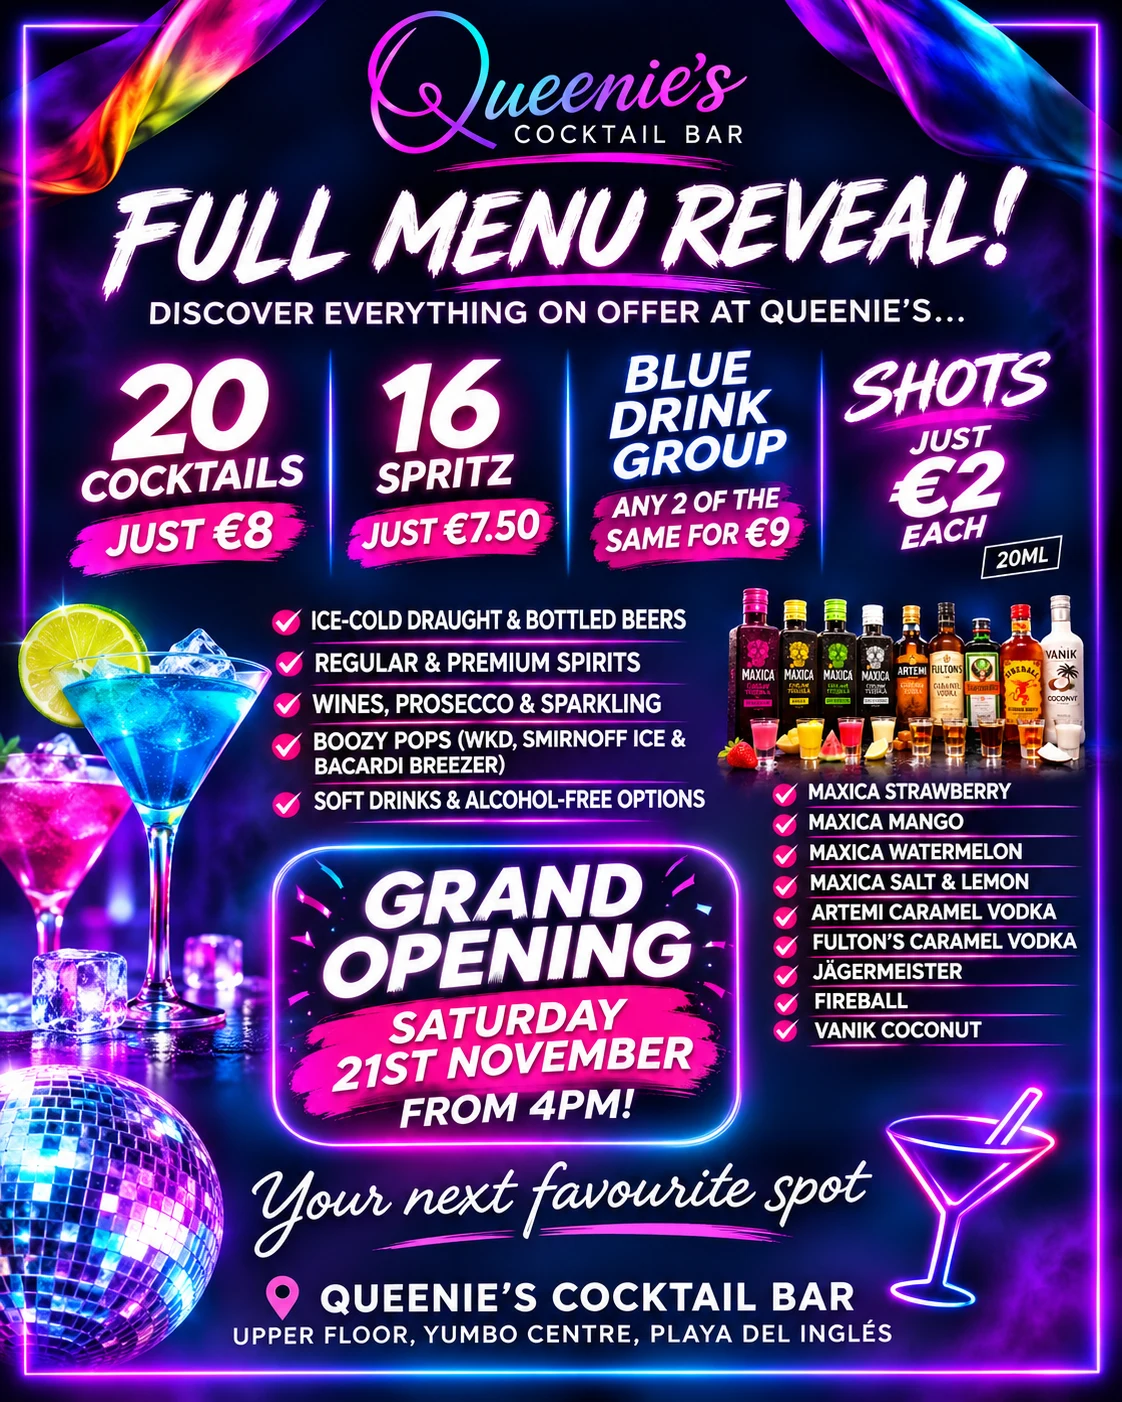 Queenie's
COCKTAIL BAR
FULL MENU REVEAL!
DISCOVER EVERYTHING ON OFFER AT QUEENIE'S...
20
COCKTAILS
JUST €8
16
SPRITZ
JUST €7.50
BLUE
DRINK
GROUP
ANY 2 OF THE
SAME FOR €9
SHOTS
JUST
€2
EACH
20ML
ICE-COLD DRAUGHT & BOTTLED BEERS
REGULAR & PREMIUM SPIRITS
WINES, PROSECCO & SPARKLING
BOOZY POPS (WKD, SMIRNOFF ICE &
BACARDI BREEZER)
SOFT DRINKS & ALCOHOL-FREE OPTIONS
MAXICA
MAXICA
MAXICA
MAXICA
ARTEMI
FULTONS
CARAMEL
VODKA
FIREBALL
VANIK
COCONUT
MAXICA STRAWBERRY
MAXICA MANGO
MAXICA WATERMELON
MAXICA SALT & LEMON
ARTEMI CARAMEL VODKA
FULTON'S CARAMEL VODKA
JÄGERMEISTER
FIREBALL
VANIK COCONUT
GRAND
OPENING
SATURDAY
21ST NOVEMBER
FROM 4PM!
Your next favourite spot
QUEENIE'S COCKTAIL BAR
UPPER FLOOR, YUMBO CENTRE, PLAYA DEL INGLÉS